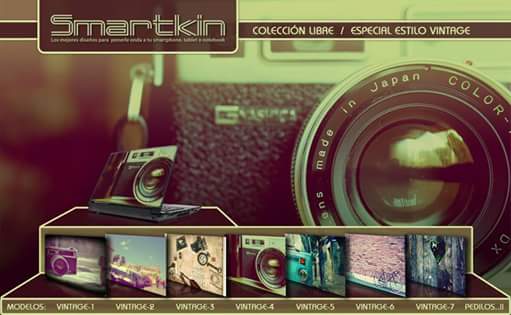 Smartkin
Los mejores diseños para ponerle onda a tu smartphone, tablet o notebook
COLECCIÓN LIBRE / ESPECIAL ESTILO VINTAGE
made in Japan
COLOR-
MODELOS: VINTAGE-1 VINTAGE-2 VINTAGE-3 VINTAGE-4 VINTAGE-5 VINTAGE-6 VINTAGE-7 PEDILOS..!!